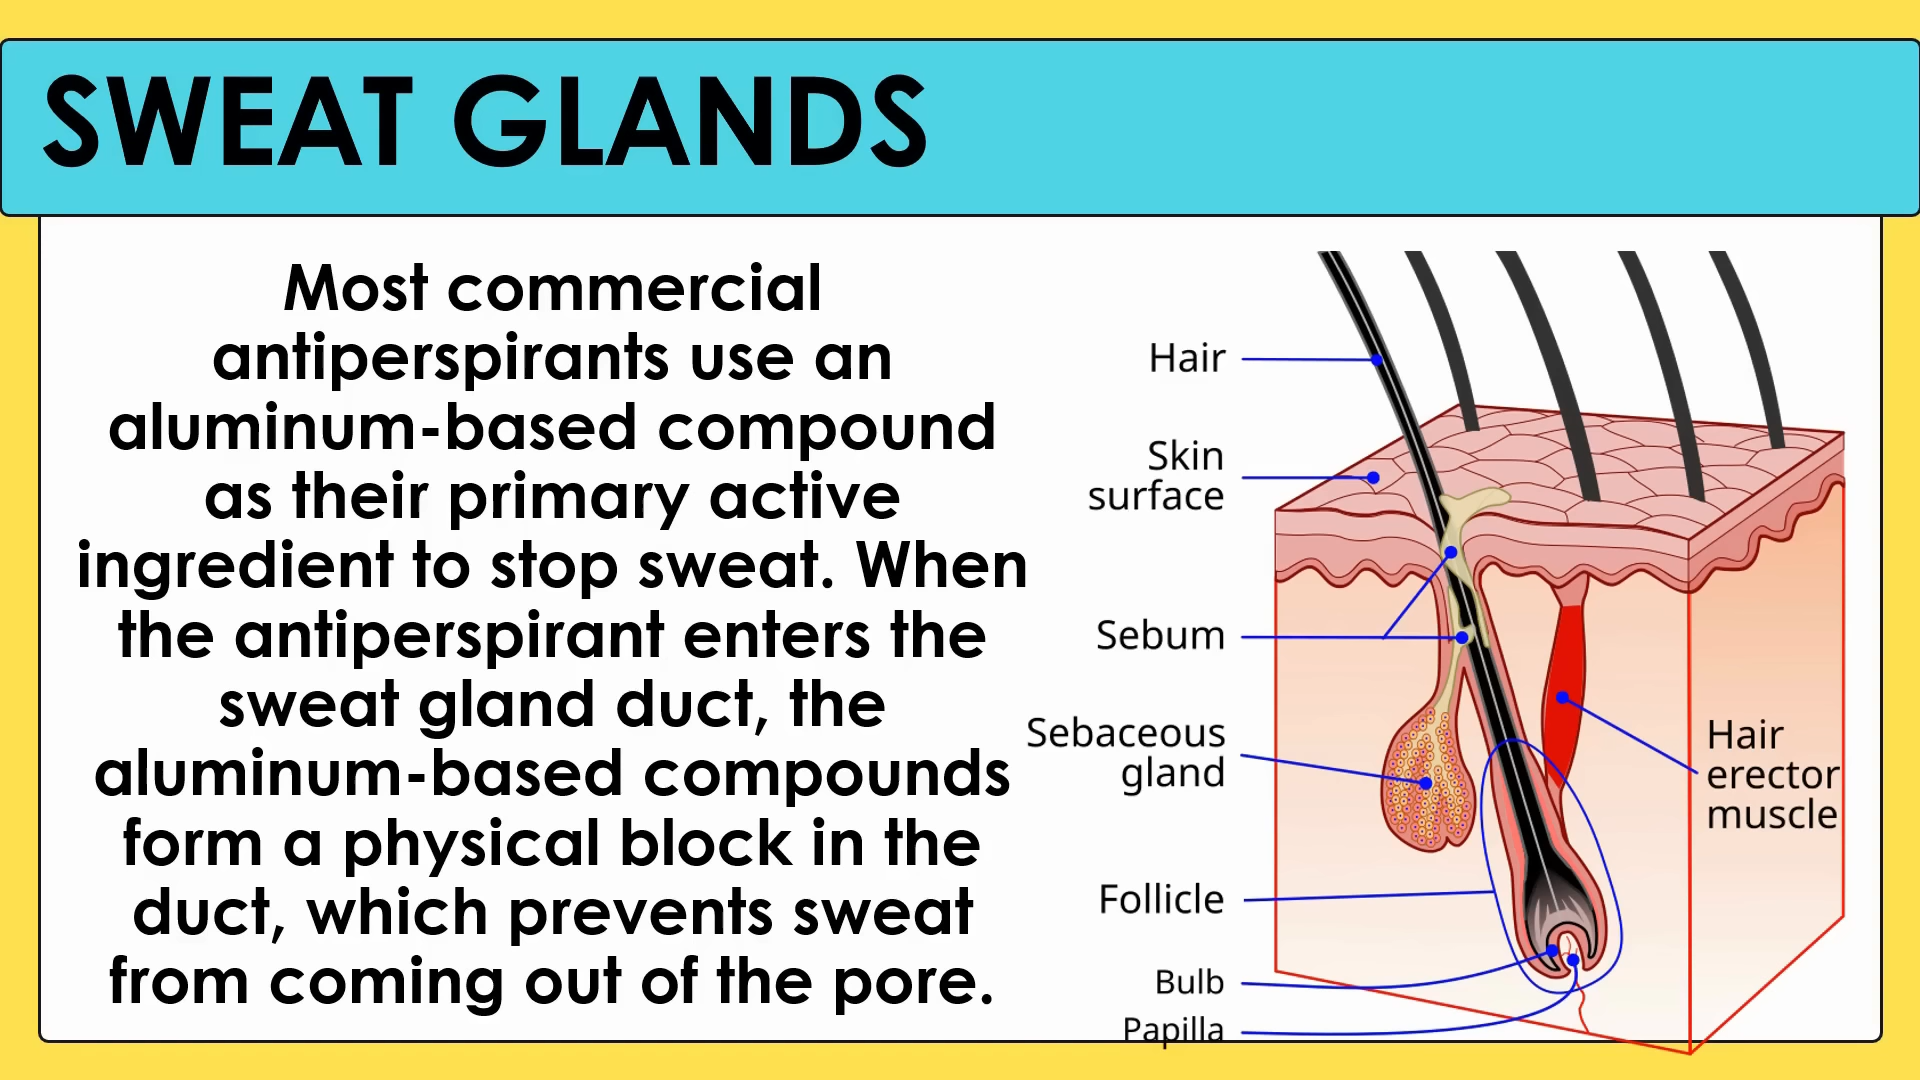 SWEAT GLANDS
Most commercial
antiperspirants use an
aluminum-based compound
as their primary active
ingredient to stop sweat. When
the antiperspirant enters the
sweat gland duct, the
aluminum-based compounds
form a physical block in the
duct, which prevents sweat
from coming out of the pore.
Hair
Skin
surface
Sebum
Sebaceous
gland
Hair
erector
muscle
Follicle
Bulb
Papilla